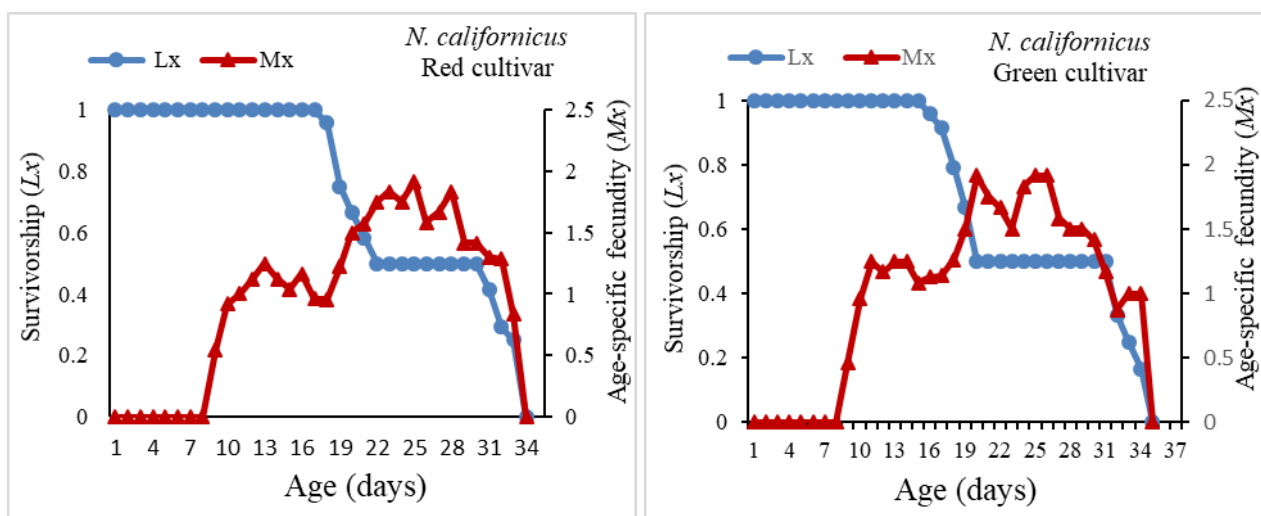 N. californicus
Red cultivar
Lx Mx
Survivorship (Lx)
1
0.8
0.6
0.4
0.2
0
2.5
2
1.5
1
0.5
0
Age-specific fecundity (Mx)
1 4 7 10 13 16 19 22 25 28 31 34
Age (days)
N. californicus
Green cultivar
Lx Mx
Survivorship (Lx)
1
0.8
0.6
0.4
0.2
0
2.5
2
1.5
1
0.5
0
Age-specific fecundity (Mx)
1 4 7 10 13 16 19 22 25 28 31 34 37
Age (days)